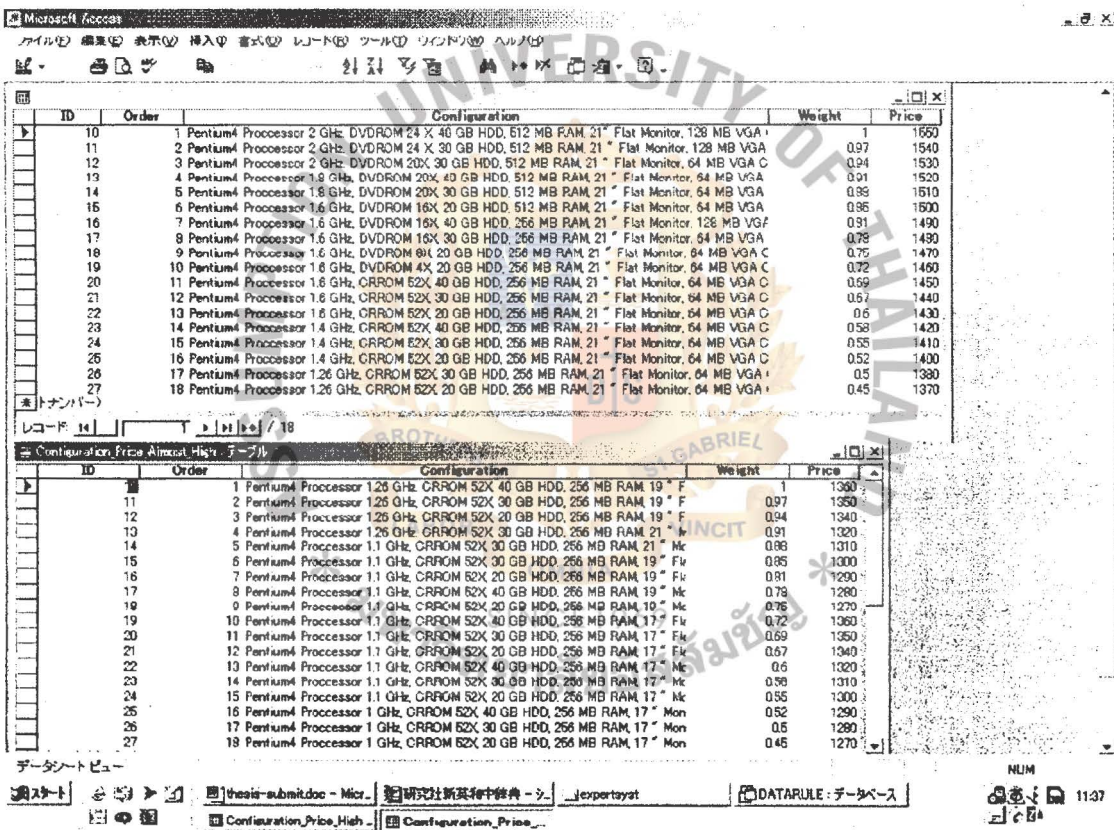 Microsoft Access
ファイル(F) 編集(E) 表示(V) 挿入(I) 書式(O) レコード(R) ツール(T) ウィンドウ(W) ヘルプ(H)
ID Order Configuration Weight Price
10 1 Pentium4 Proccessor 2 GHz, DVDROM 24 X, 40 GB HDD, 512 MB RAM, 21 " Flat Monitor, 128 MB VGA 1 1550
11 2 Pentium4 Proccessor 2 GHz, DVDROM 24 X, 30 GB HDD, 512 MB RAM, 21 " Flat Monitor, 128 MB VGA 0.97 1540
12 3 Pentium4 Proccessor 2 GHz, DVDROM 20X, 30 GB HDD, 512 MB RAM, 21 " Flat Monitor, 64 MB VGA C 0.94 1530
13 4 Pentium4 Proccessor 1.8 GHz, DVDROM 20X, 40 GB HDD, 512 MB RAM, 21 " Flat Monitor, 64 MB VGA 0.91 1520
14 5 Pentium4 Proccessor 1.8 GHz, DVDROM 20X, 30 GB HDD, 512 MB RAM, 21 " Flat Monitor, 64 MB VGA 1510
15 6 Pentium4 Proccessor 1.6 GHz, DVDROM 16X, 20 GB HDD, 512 MB RAM, 21 " Flat Monitor, 64 MB VGA 1500
16 7 Pentium4 Proccessor 1.6 GHz, DVDROM 16X, 40 GB HDD, 256 MB RAM, 21 " Flat Monitor, 128 MB VGA 0.81 1490
17 8 Pentium4 Proccessor 1.6 GHz, DVDROM 16X, 30 GB HDD, 256 MB RAM, 21 " Flat Monitor, 64 MB VGA 0.78 1480
18 9 Pentium4 Proccessor 1.6 GHz, DVDROM 8X, 20 GB HDD, 256 MB RAM, 21 " Flat Monitor, 64 MB VGA C 0.75 1470
19 10 Pentium4 Proccessor 1.6 GHz, DVDROM 4X, 20 GB HDD, 256 MB RAM, 21 " Flat Monitor, 64 MB VGA C 0.72 1460
20 11 Pentium4 Proccessor 1.6 GHz, CRROM 52X, 40 GB HDD, 256 MB RAM, 21 " Flat Monitor, 64 MB VGA C 0.69 1450
21 12 Pentium4 Proccessor 1.6 GHz, CRROM 52X, 30 GB HDD, 256 MB RAM, 21 " Flat Monitor, 64 MB VGA C 0.67 1440
22 13 Pentium4 Proccessor 1.6 GHz, CRROM 52X, 20 GB HDD, 256 MB RAM, 21 " Flat Monitor, 64 MB VGA C 0.6 1430
23 14 Pentium4 Proccessor 1.4 GHz, CRROM 52X, 40 GB HDD, 256 MB RAM, 21 " Flat Monitor, 64 MB VGA C 0.58 1420
24 15 Pentium4 Proccessor 1.4 GHz, CRROM 52X, 30 GB HDD, 256 MB RAM, 21 " Flat Monitor, 64 MB VGA C 0.55 1410
25 16 Pentium4 Proccessor 1.4 GHz, CRROM 52X, 20 GB HDD, 256 MB RAM, 21 " Flat Monitor, 64 MB VGA C 0.52 1400
26 17 Pentium4 Proccessor 1.26 GHz, CRROM 52X, 30 GB HDD, 256 MB RAM, 21 " Flat Monitor, 64 MB VGA 0.5 1380
27 18 Pentium4 Proccessor 1.26 GHz, CRROM 52X, 20 GB HDD, 256 MB RAM, 21 " Flat Monitor, 64 MB VGA 0.45 1370
トナンバー)
レコード: 1 / 18
Configuration_Price_Almost_High : テーブル
ID Order Configuration Weight Price
1 Pentium4 Proccessor 1.26 GHz, CRROM 52X, 40 GB HDD, 256 MB RAM, 19 " F 1 1360
11 2 Pentium4 Proccessor 1.26 GHz, CRROM 52X, 30 GB HDD, 256 MB RAM, 19 " F 0.97 1350
12 3 Pentium4 Proccessor 1.26 GHz, CRROM 52X, 20 GB HDD, 256 MB RAM, 19 " F 0.94 1340
13 4 Pentium4 Proccessor 1.26 GHz, CRROM 52X, 30 GB HDD, 256 MB RAM, 21 " M 0.91 1320
14 5 Pentium4 Proccessor 1.1 GHz, CRROM 52X, 30 GB HDD, 256 MB RAM, 21 " Mc 0.88 1310
15 6 Pentium4 Proccessor 1.1 GHz, CRROM 52X, 30 GB HDD, 256 MB RAM, 19 " Fla 0.85 1300
16 7 Pentium4 Proccessor 1.1 GHz, CRROM 52X, 20 GB HDD, 256 MB RAM, 19 " Fla 0.81 1290
17 8 Pentium4 Proccessor 1.1 GHz, CRROM 52X, 40 GB HDD, 256 MB RAM, 19 " Mc 0.78 1280
18 9 Pentium4 Proccessor 1.1 GHz, CRROM 52X, 20 GB HDD, 256 MB RAM, 19 " Mc 0.75 1270
19 10 Pentium4 Proccessor 1.1 GHz, CRROM 52X, 40 GB HDD, 256 MB RAM, 17 " Fla 0.72 1360
20 11 Pentium4 Proccessor 1.1 GHz, CRROM 52X, 30 GB HDD, 256 MB RAM, 17 " Fla 0.69 1350
21 12 Pentium4 Proccessor 1.1 GHz, CRROM 52X, 20 GB HDD, 256 MB RAM, 17 " Fla 0.67 1340
22 13 Pentium4 Proccessor 1.1 GHz, CRROM 52X, 40 GB HDD, 256 MB RAM, 17 " Mc 0.6 1320
23 14 Pentium4 Proccessor 1.1 GHz, CRROM 52X, 30 GB HDD, 256 MB RAM, 17 " Mc 0.58 1310
24 15 Pentium4 Proccessor 1.1 GHz, CRROM 52X, 20 GB HDD, 256 MB RAM, 17 " Mc 0.55 1300
25 16 Pentium4 Proccessor 1 GHz, CRROM 52X, 40 GB HDD, 256 MB RAM, 17 " Mon 0.52 1290
26 17 Pentium4 Proccessor 1 GHz, CRROM 52X, 30 GB HDD, 256 MB RAM, 17 " Mon 0.5 1280
27 18 Pentium4 Proccessor 1 GHz, CRROM 52X, 20 GB HDD, 256 MB RAM, 17 " Mon 0.45 1270
データシート ビュー NUM
スタート thesis-submit.doc - Micr... 研究社新英和中辞典 - シ... expertsyst DATARULE : データベース 11:37
Configuration_Price_High... Configuration_Price_...
UNIVERSITY OF THAILAND
ST GABRIEL
VINCIT